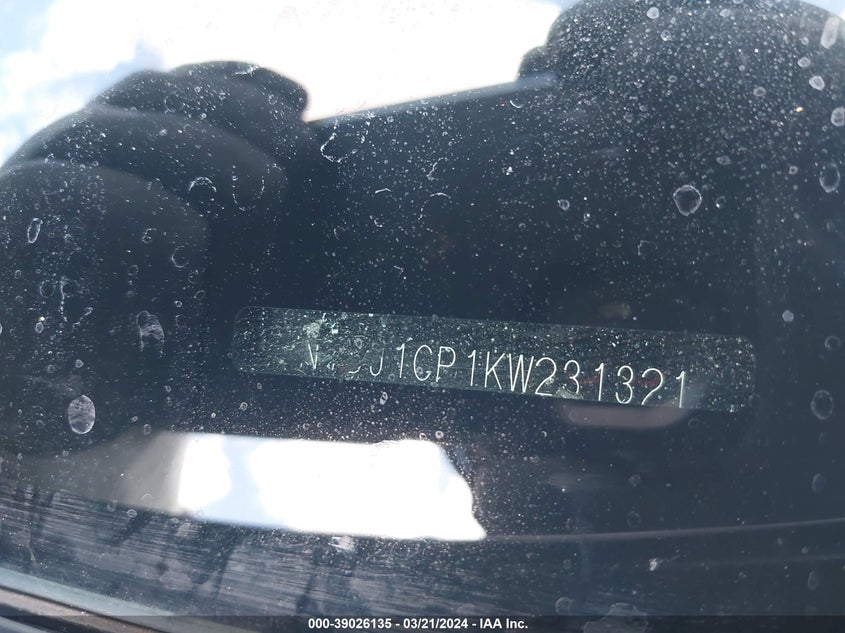 1CP1KW231321
000-39026135 - 03/21/2024 - IAA Inc.